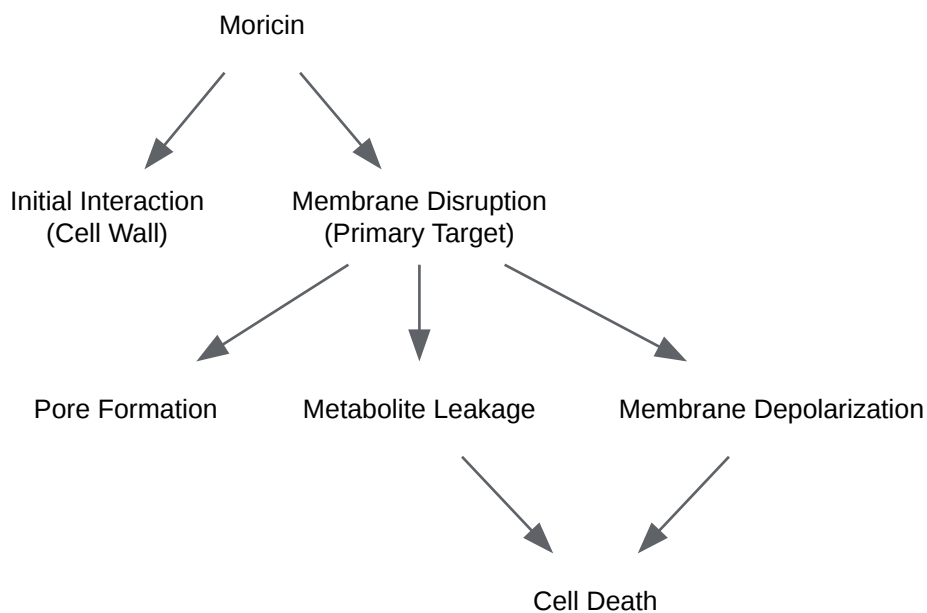 Moricin
Initial Interaction
(Cell Wall)
Membrane Disruption
(Primary Target)
Pore Formation
Metabolite Leakage
Membrane Depolarization
Cell Death